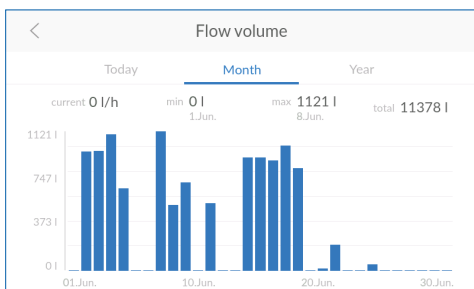 Flow volume
Today Month Year
current 0 l/h min 0 l max 1121 l total 11378 l
1.Jun. 8.Jun.
1121 l
747 l
373 l
0 l
01.Jun. 10.Jun. 20.Jun. 30.Jun.